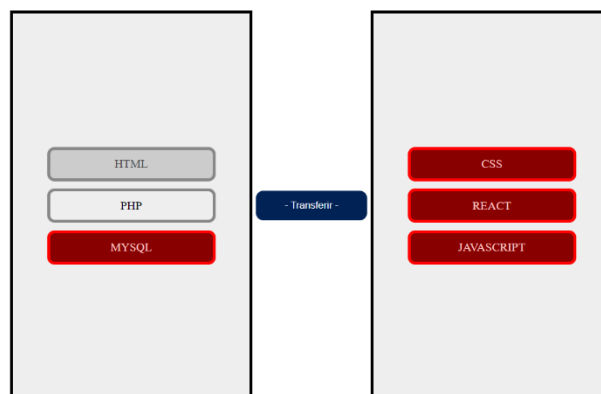 HTML
PHP
MYSQL
- Transferir -
CSS
REACT
JAVASCRIPT